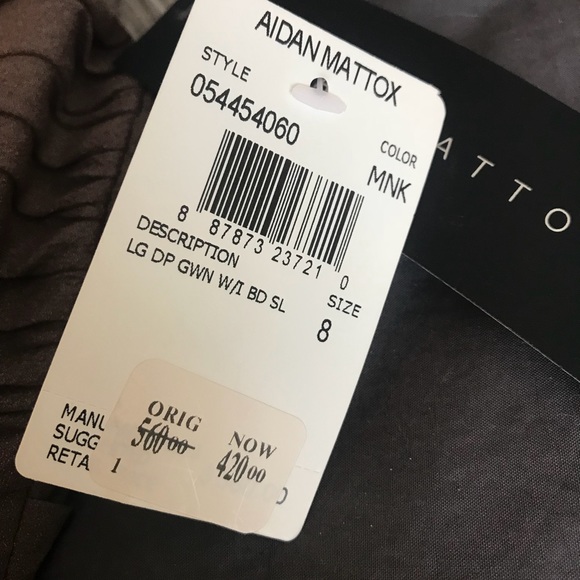 AIDAN MATTOX
STYLE
054454060
COLOR
MNK
8 87873 23721 0
DESCRIPTION
LG DP GWN W/I BD SL
SIZE
8
ORIG
560 00
NOW
420 00
MANU
SUGG
RETA
1
ATTO